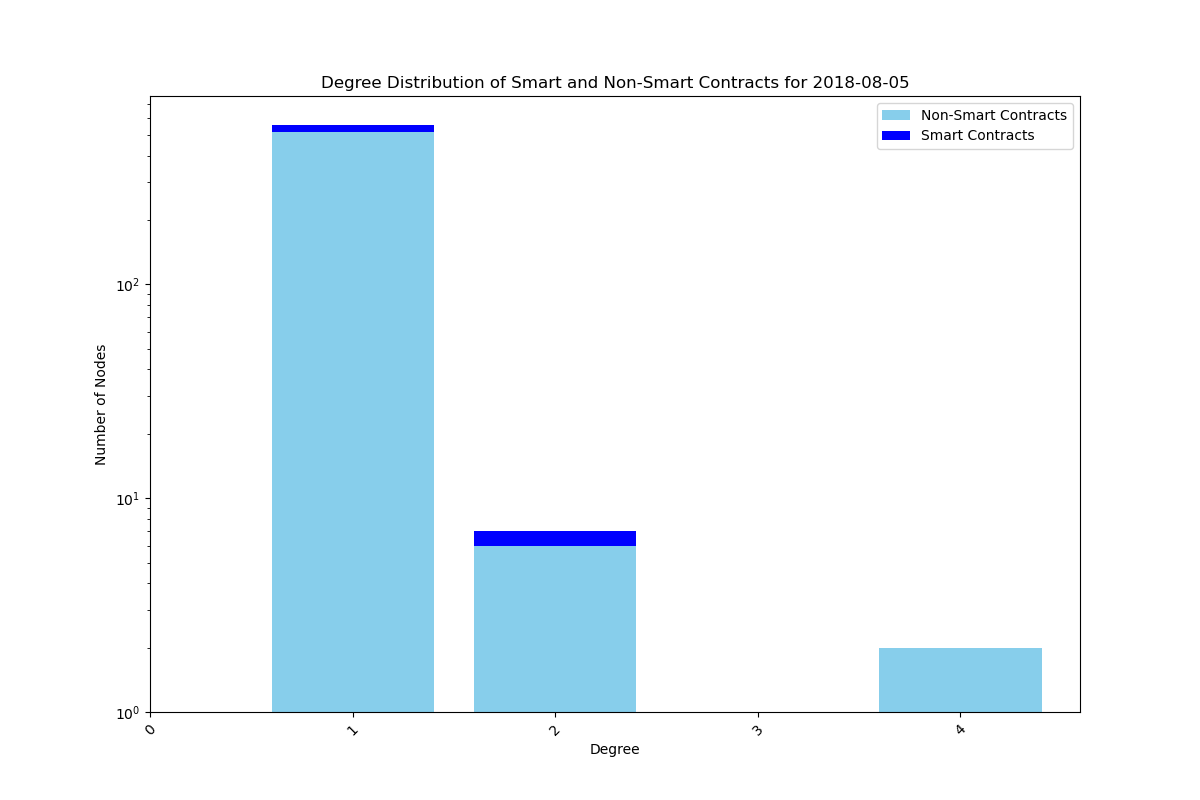 Degree Distribution of Smart and Non-Smart Contracts for 2018-08-05
Non-Smart Contracts
Smart Contracts
Number of Nodes
10²
10¹
10⁰
0
1
2
3
4
Degree